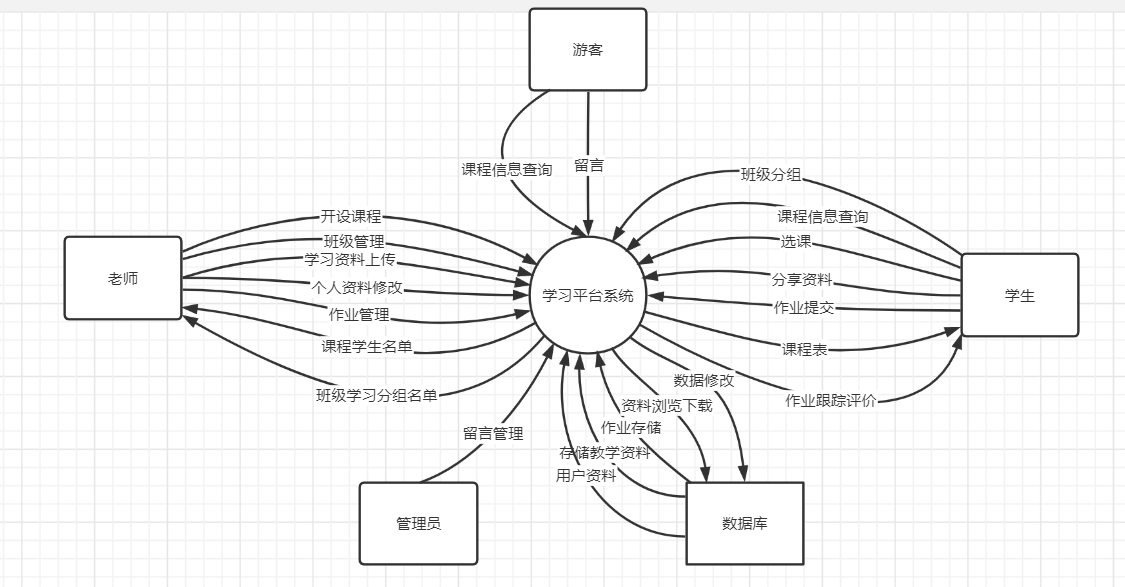 游客
课程信息查询
留言
班级分组
课程信息查询
开设课程
班级管理
选课
学习资料上传
老师
分享资料
个人资料修改
学习平台系统
学生
作业提交
作业管理
课程学生名单
课程表
数据修改
班级学习分组名单
作业跟踪评价
资料浏览下载
作业存储
留言管理
存储教学资料
用户资料
管理员
数据库